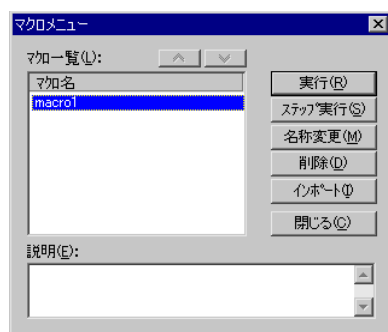 マクロメニュー
ﾏｸﾛ一覧(L):
ﾏｸﾛ名
macro1
実行(R)
ｽﾃｯﾌﾟ実行(S)
名称変更(M)
削除(D)
ｲﾝﾎﾟｰﾄ(I)
閉じる(C)
説明(E):